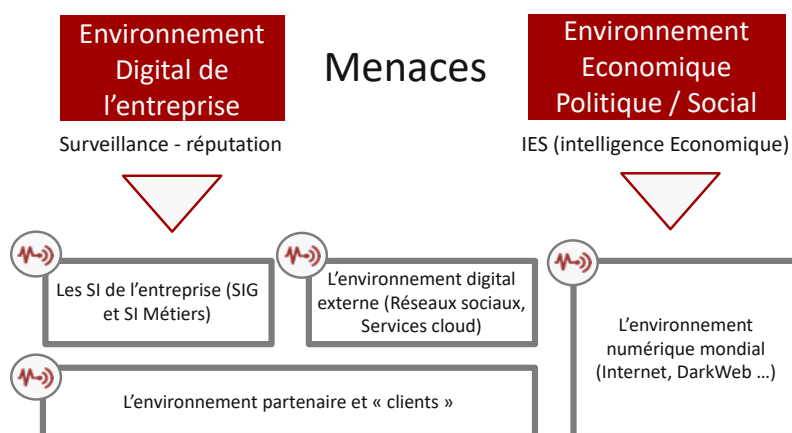 Environnement
Digital de
l'entreprise
Menaces
Environnement
Economique
Politique / Social
Surveillance - réputation
IES (intelligence Economique)
Les SI de l'entreprise (SIG
et SI Métiers)
L'environnement digital
externe (Réseaux sociaux,
Services cloud)
L'environnement
numérique mondial
(Internet, DarkWeb ...)
L'environnement partenaire et « clients »